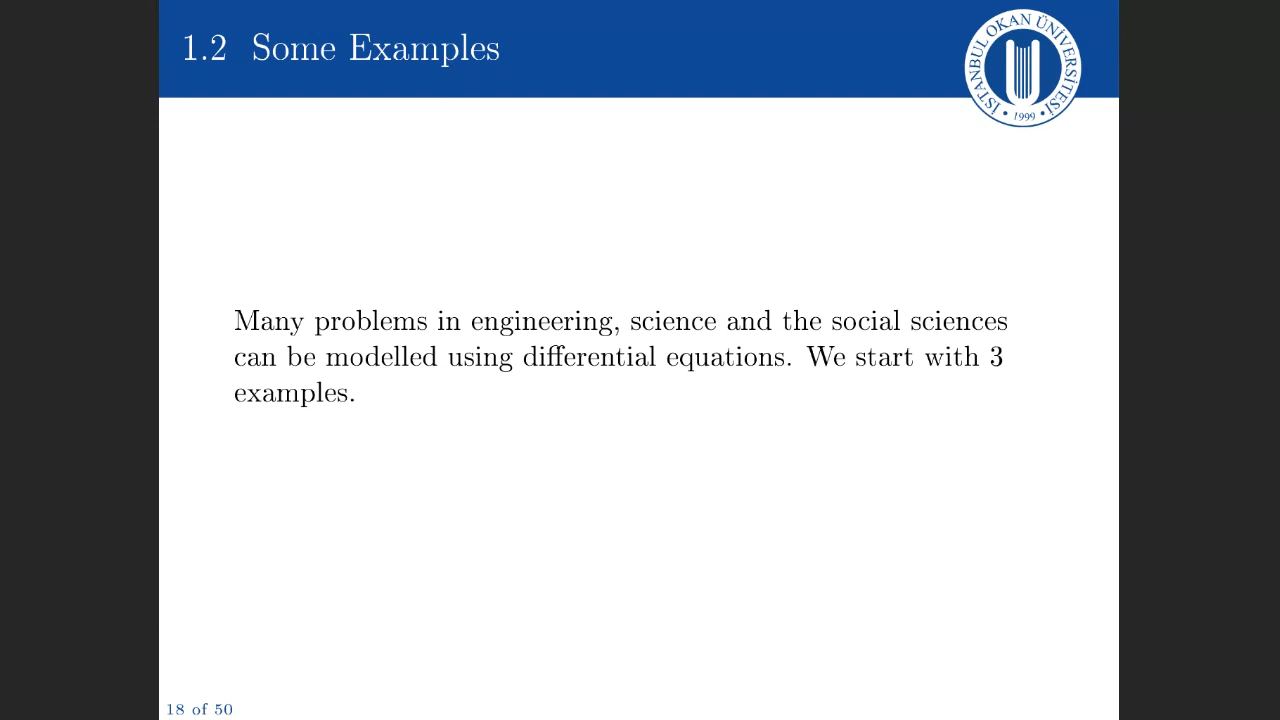 1.2 Some Examples
İSTANBUL OKAN ÜNİVERSİTESİ
• 1999 •
Many problems in engineering, science and the social sciences
can be modelled using differential equations. We start with 3
examples.
18 of 50